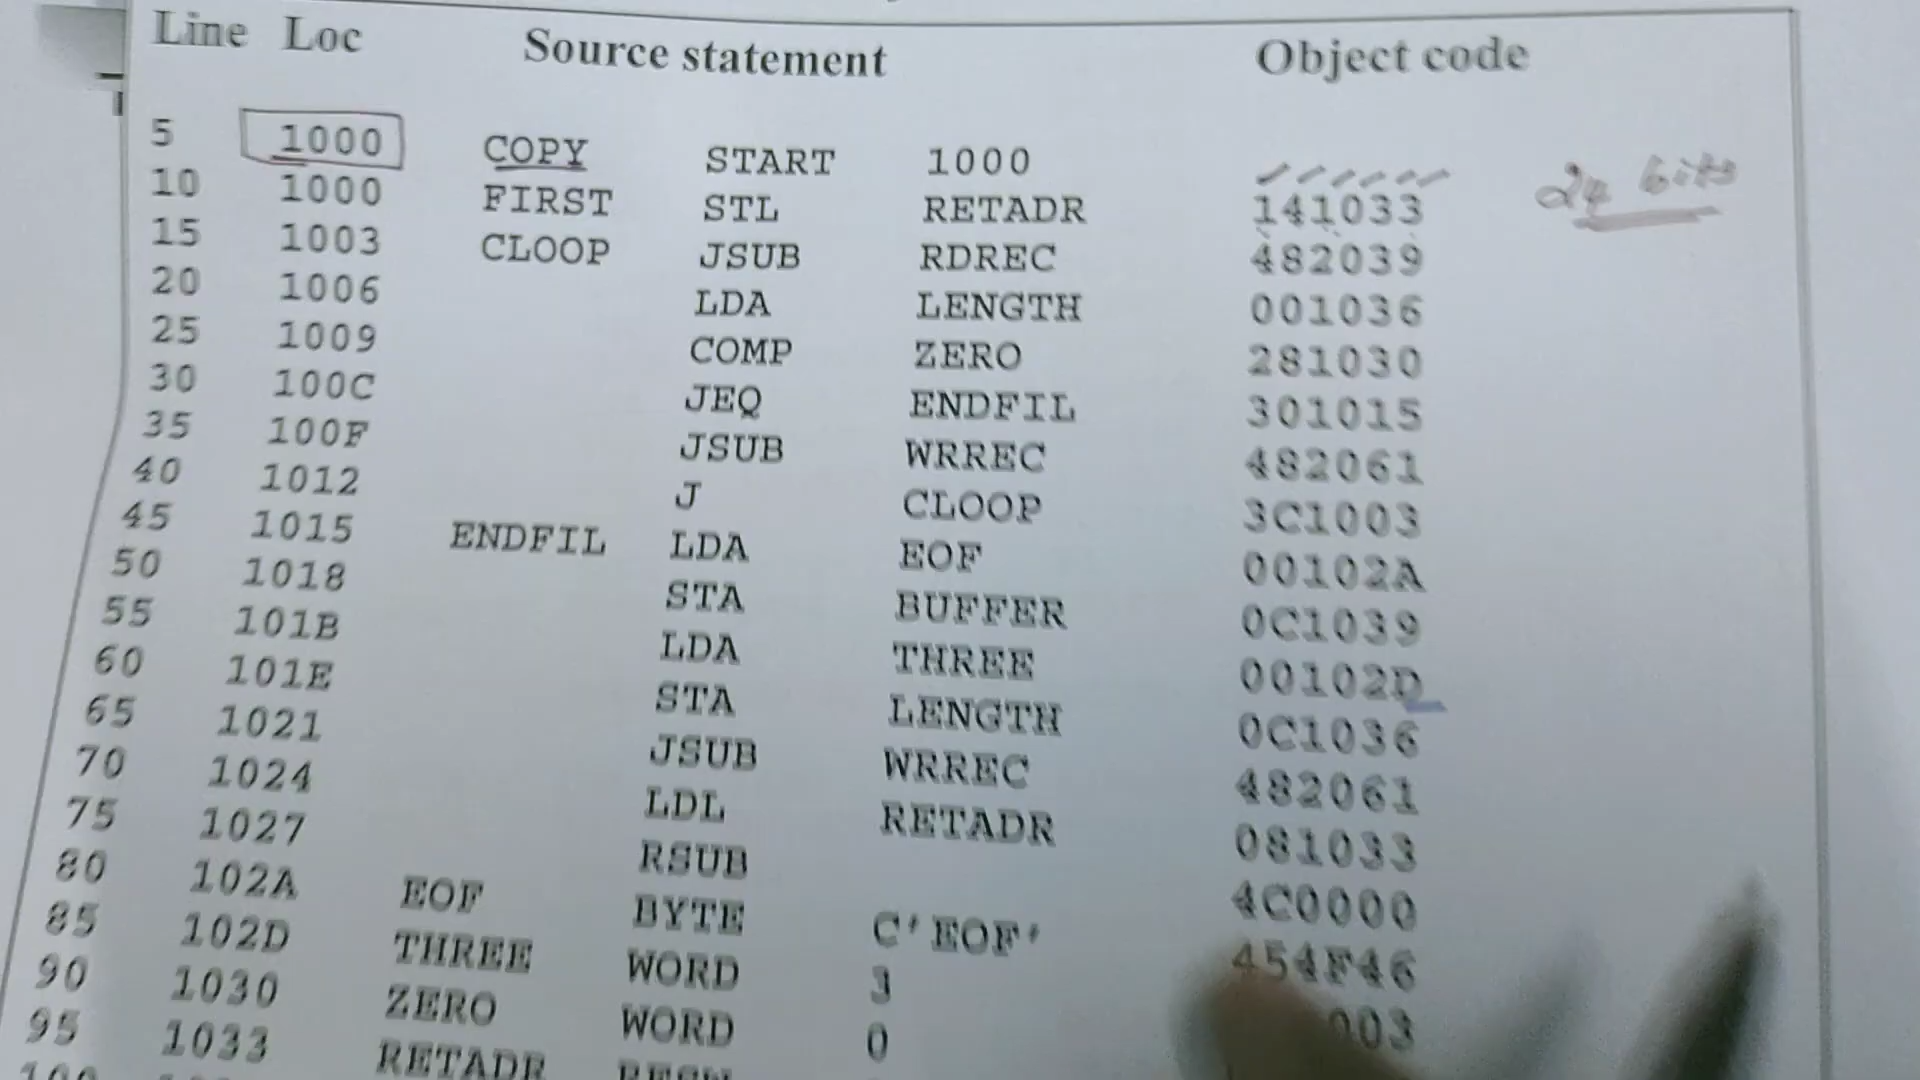 Line Loc Source statement Object code
5 1000 COPY START 1000
10 1000 FIRST STL RETADR 141033 24 bits
15 1003 CLOOP JSUB RDREC 482039
20 1006 LDA LENGTH 001036
25 1009 COMP ZERO 281030
30 100C JEQ ENDFIL 301015
35 100F JSUB WRREC 482061
40 1012 J CLOOP 3C1003
45 1015 ENDFIL LDA EOF 00102A
50 1018 STA BUFFER 0C1039
55 101B LDA THREE 00102D
60 101E STA LENGTH 0C1036
65 1021 JSUB WRREC 482061
70 1024 LDL RETADR 081033
75 1027 RSUB 4C0000
80 102A EOF BYTE C'EOF' 454F46
85 102D THREE WORD 3 003
90 1030 ZERO WORD 0
95 1033 RETADR RESW